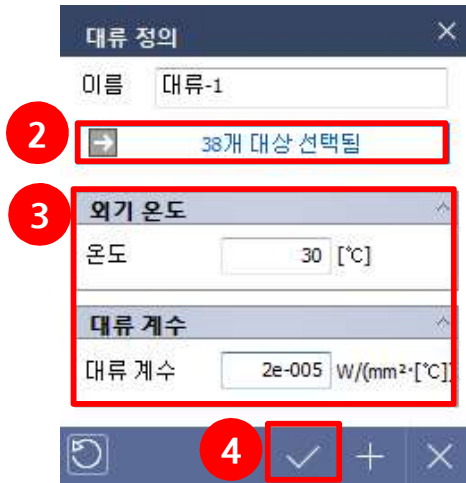 대류 정의
이름 대류-1
2 38개 대상 선택됨
3
외기 온도
온도 30 [℃]
대류 계수
대류 계수 2e-005 W/(mm²·[℃])
4